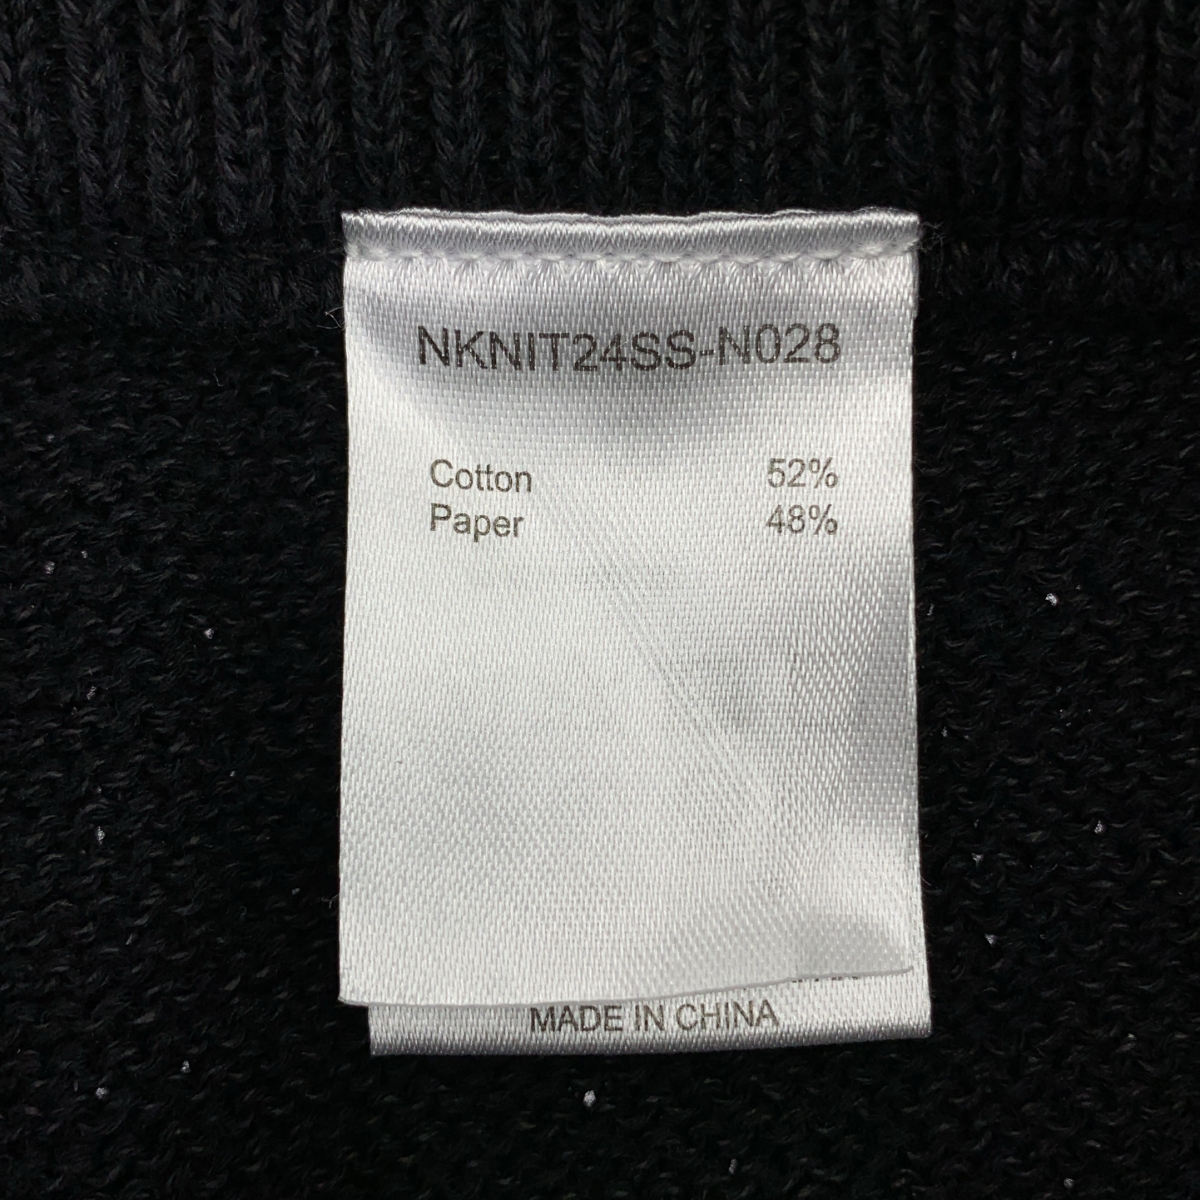 NKNIT24SS-N028
Cotton 52%
Paper 48%
MADE IN CHINA